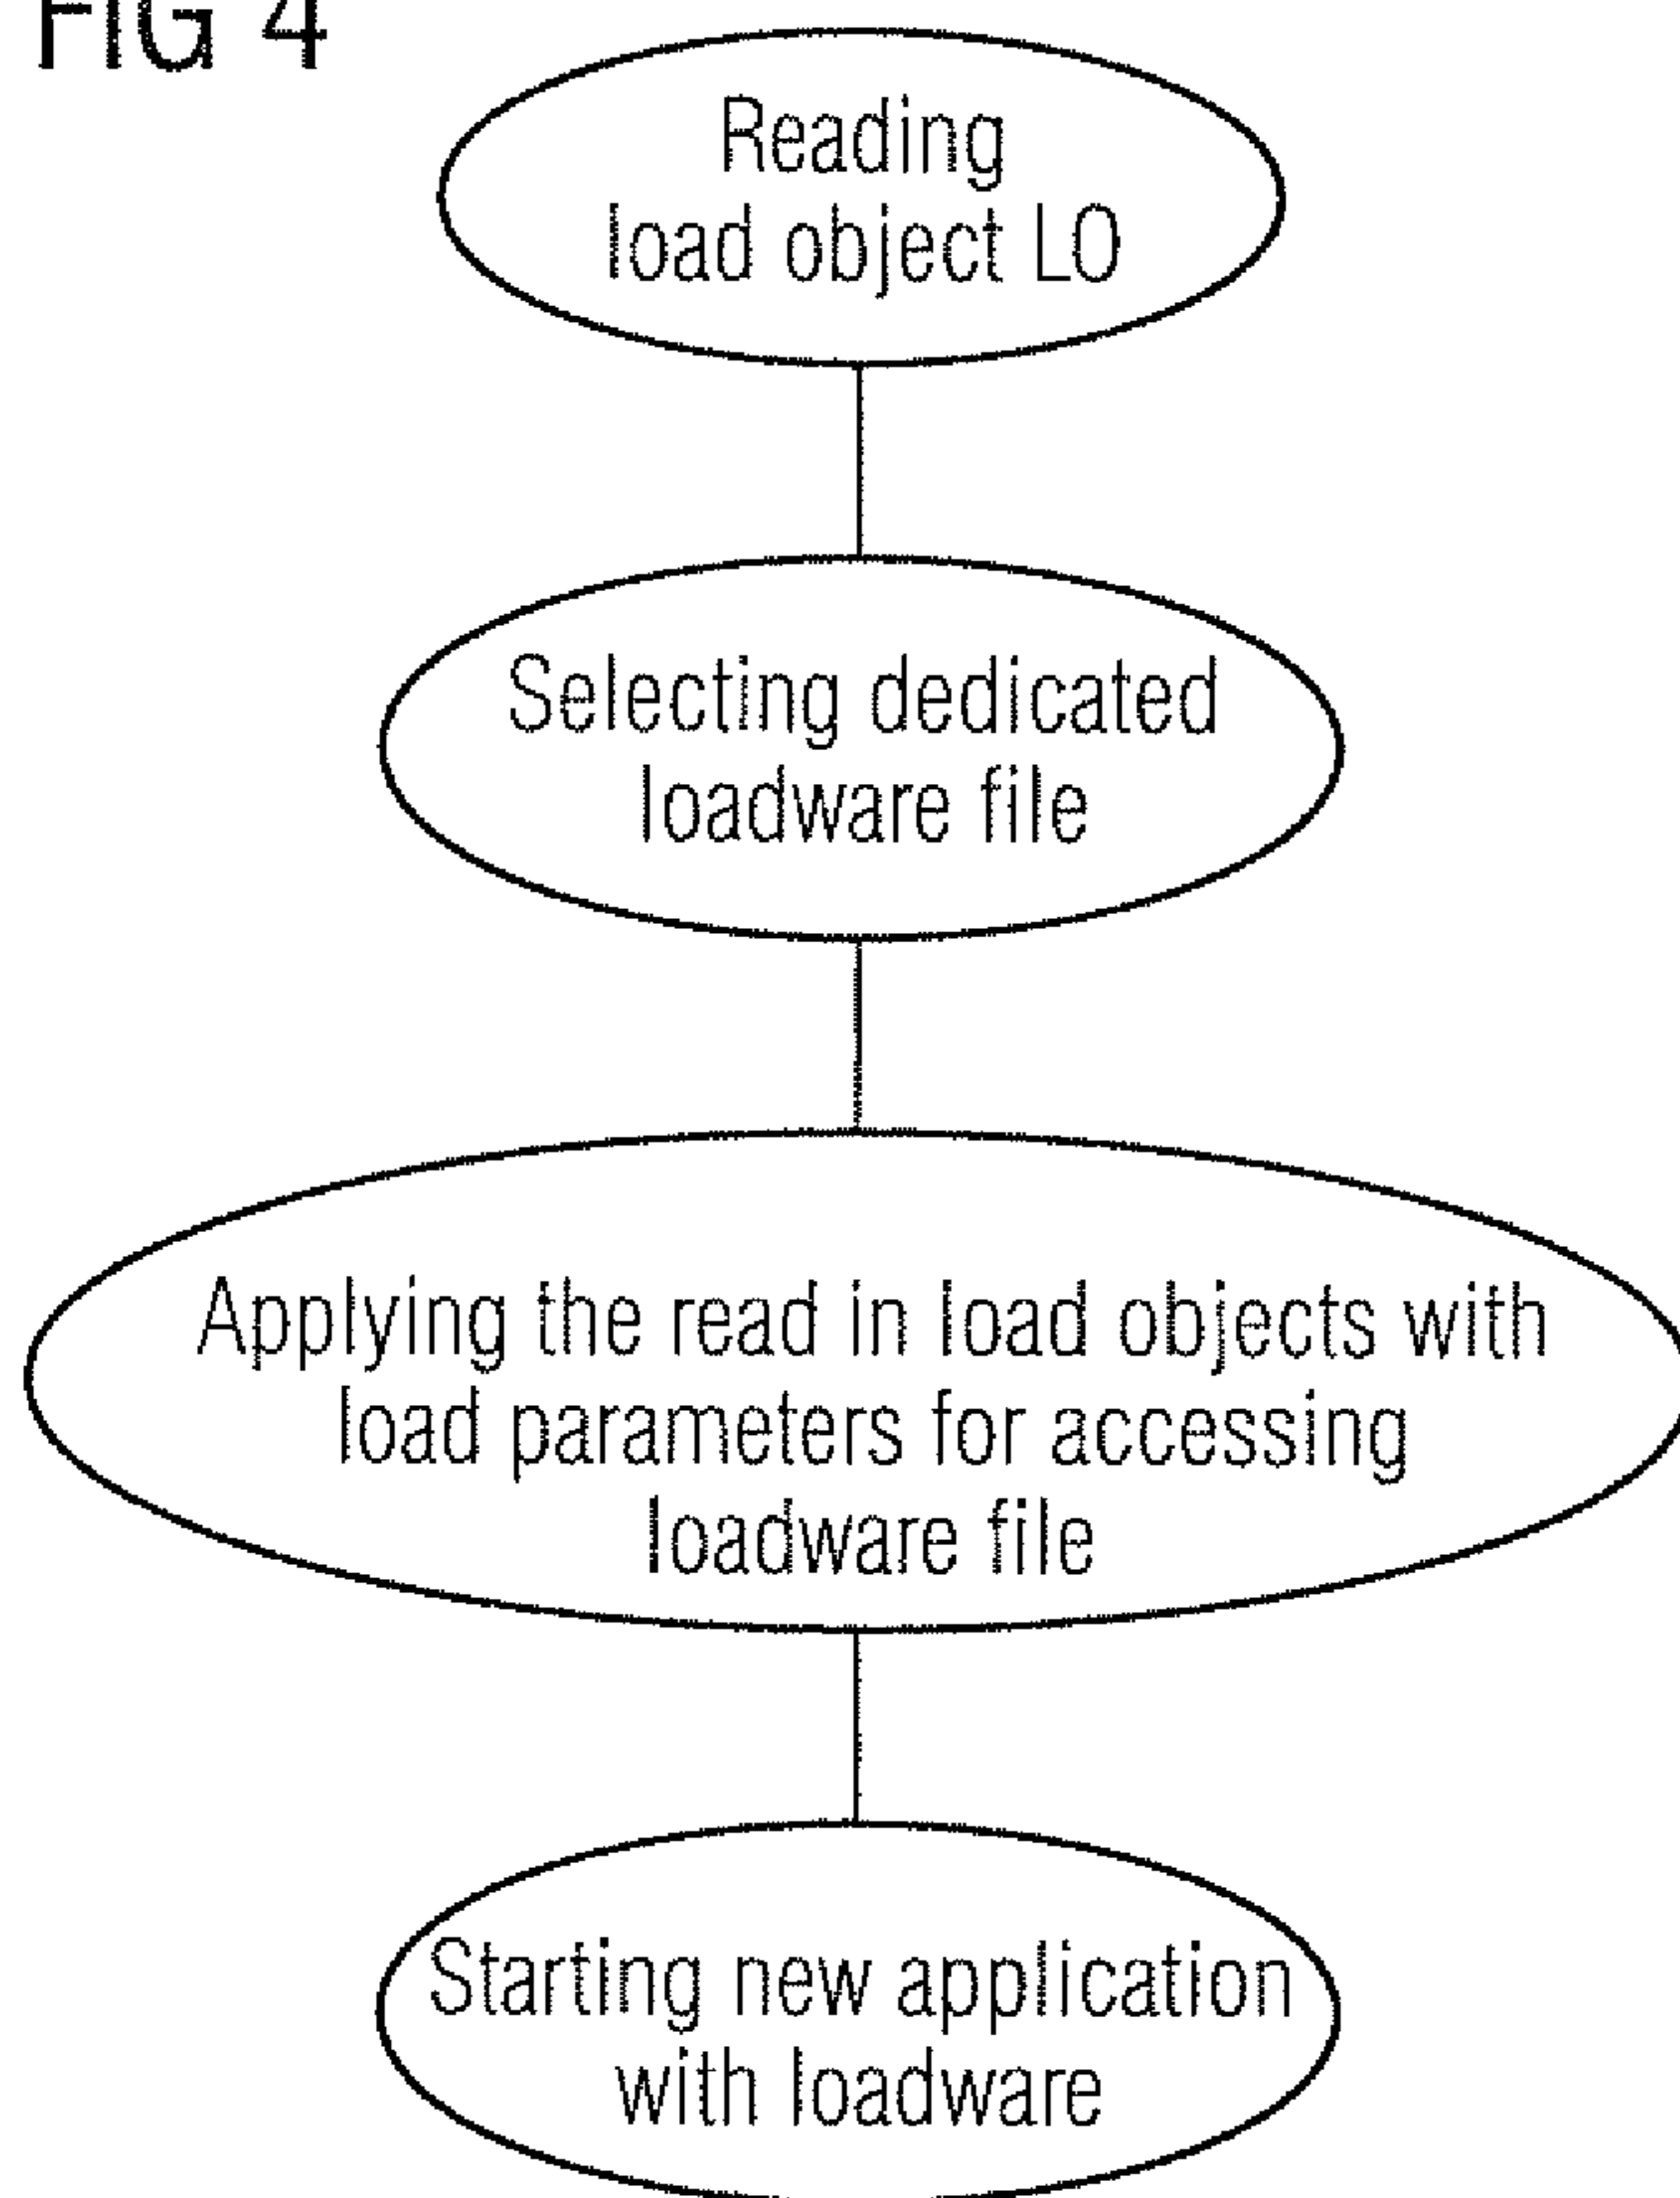 FIG 4
Reading
load object LO
Selecting dedicated
loadware file
Applying the read in load objects with
load parameters for accessing
loadware file
Starting new application
with loadware